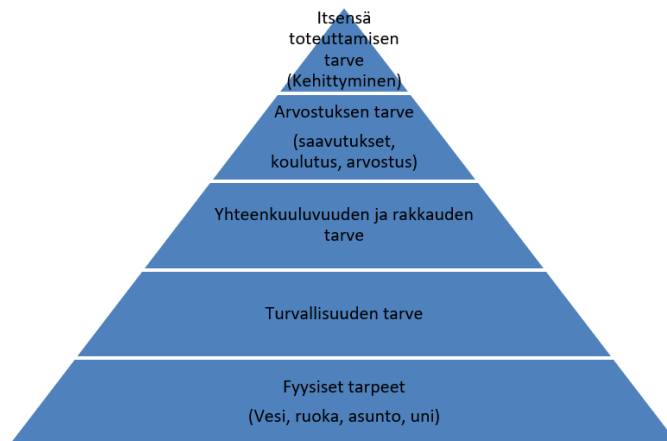 Itsensä
toteuttamisen
tarve
(Kehittyminen)
Arvostuksen tarve
(saavutukset,
koulutus, arvostus)
Yhteenkuuluvuuden ja rakkauden
tarve
Turvallisuuden tarve
Fyysiset tarpeet
(Vesi, ruoka, asunto, uni)